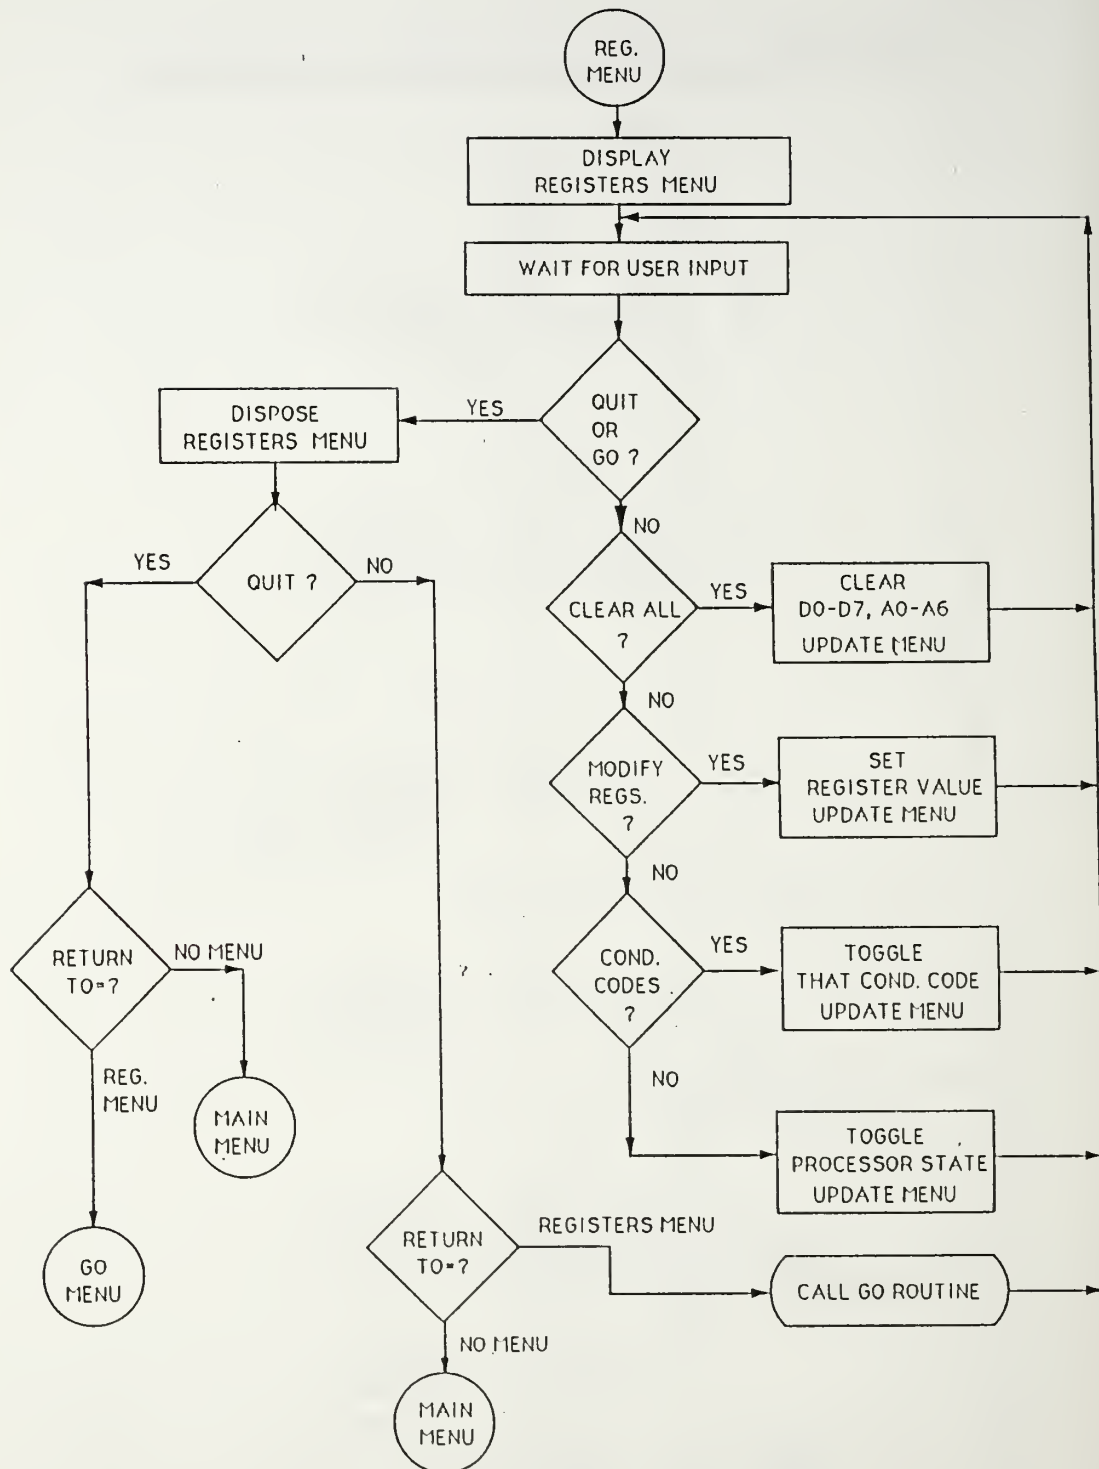 REG.
MENU
DISPLAY
REGISTERS MENU
WAIT FOR USER INPUT
QUIT
OR
GO ?
YES
DISPOSE
REGISTERS MENU
NO
QUIT ?
YES
NO
CLEAR ALL
?
YES
CLEAR
D0-D7, A0-A6
UPDATE MENU
NO
MODIFY
REGS.
?
YES
SET
REGISTER VALUE
UPDATE MENU
NO
COND.
CODES
?
YES
TOGGLE
THAT COND. CODE
UPDATE MENU
NO
TOGGLE
PROCESSOR STATE
UPDATE MENU
RETURN
TO=?
NO MENU
MAIN
MENU
REG.
MENU
GO
MENU
RETURN
TO=?
REGISTERS MENU
CALL GO ROUTINE
NO MENU
MAIN
MENU